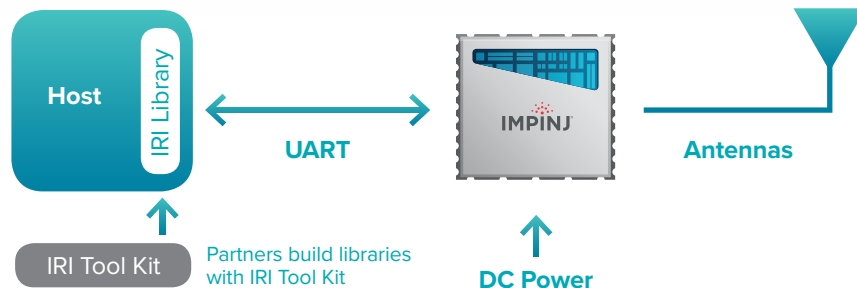 Host
IRI Library
UART
IMPINJ
Antennas
IRI Tool Kit
Partners build libraries
with IRI Tool Kit
DC Power